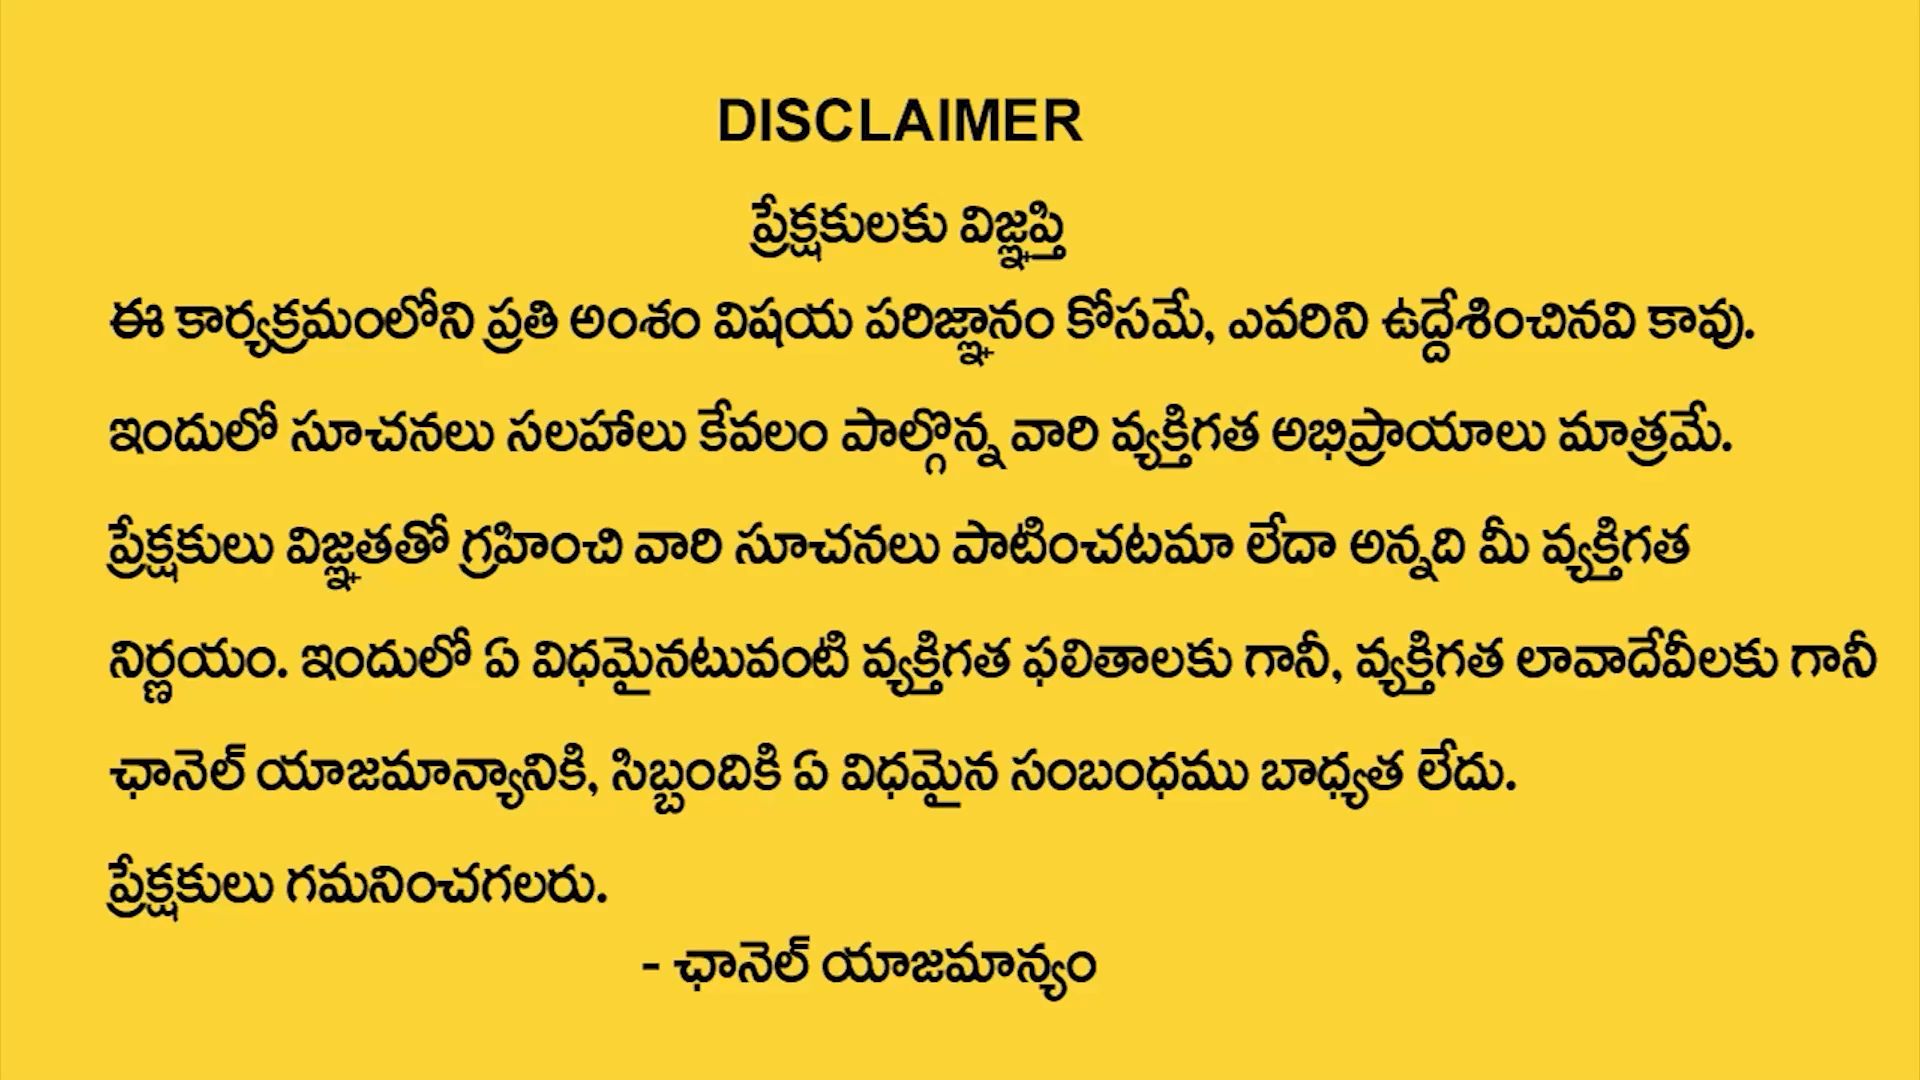 DISCLAIMER
ప్రేక్షకులకు విజ్ఞప్తి
ఈ కార్యక్రమంలోని ప్రతి అంశం విషయ పరిజ్ఞానం కోసమే, ఎవరిని ఉద్దేశించినవి కావు.
ఇందులో సూచనలు సలహాలు కేవలం పాల్గొన్న వారి వ్యక్తిగత అభిప్రాయాలు మాత్రమే.
ప్రేక్షకులు విజ్ఞతతో గ్రహించి వారి సూచనలు పాటించటమా లేదా అన్నది మీ వ్యక్తిగత
నిర్ణయం. ఇందులో ఏ విధమైనటువంటి వ్యక్తిగత ఫలితాలకు గానీ, వ్యక్తిగత లావాదేవీలకు గానీ
ఛానెల్ యాజమాన్యానికి, సిబ్బందికి ఏ విధమైన సంబంధము బాధ్యత లేదు.
ప్రేక్షకులు గమనించగలరు.
- ఛానెల్ యాజమాన్యం